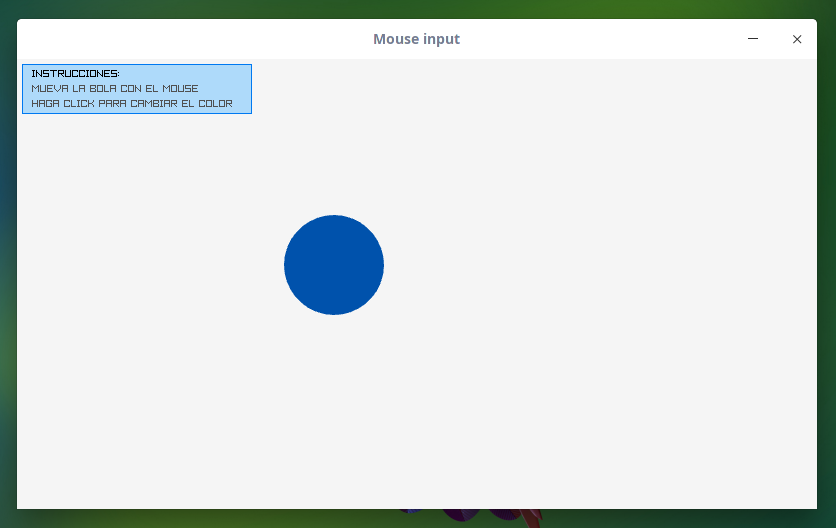 Mouse input
INSTRUCCIONES:
MUEVA LA BOLA CON EL MOUSE
HAGA CLICK PARA CAMBIAR EL COLOR